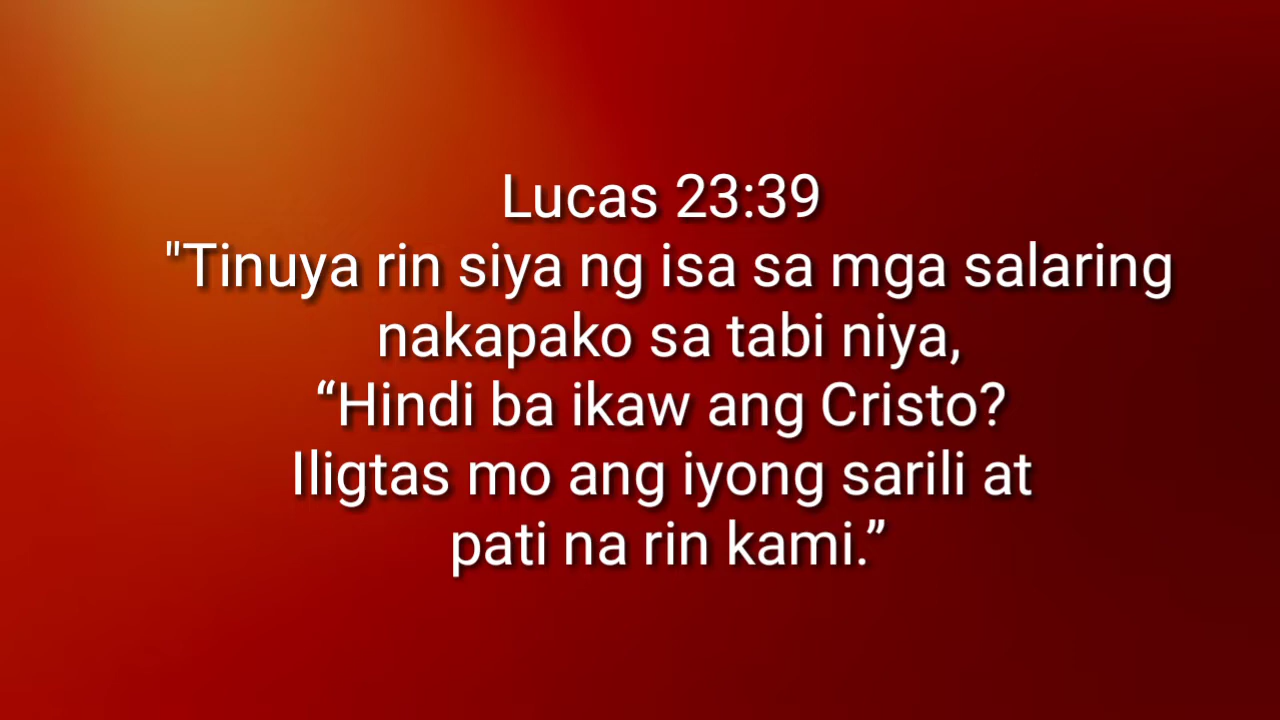 Lucas 23:39
"Tinuya rin siya ng isa sa mga salaring
nakapako sa tabi niya,
“Hindi ba ikaw ang Cristo?
Iligtas mo ang iyong sarili at
pati na rin kami.”